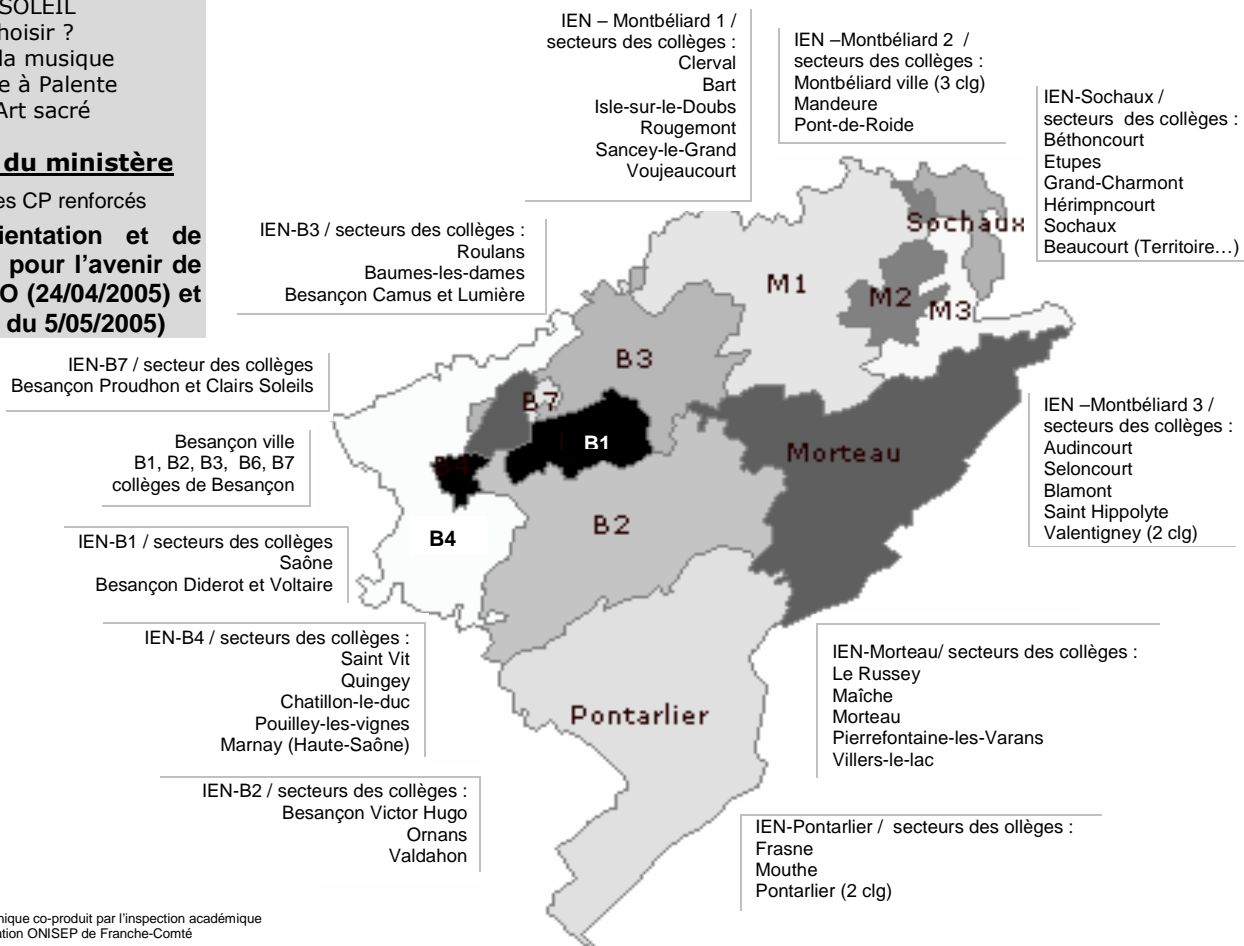 SOLEIL
hoisir ?
la musique
e à Palente
Art sacré
du ministère
es CP renforcés
ientation et de
pour l'avenir de
O (24/04/2005) et
du 5/05/2005)
IEN – Montbéliard 1 /
secteurs des collèges :
Clerval
Bart
Isle-sur-le-Doubs
Rougemont
Sancey-le-Grand
Voujeaucourt
IEN –Montbéliard 2 /
secteurs des collèges :
Montbéliard ville (3 clg)
Mandeure
Pont-de-Roide
IEN-Sochaux /
secteurs des collèges :
Béthoncourt
Etupes
Grand-Charmont
Hérimpncourt
Sochaux
Beaucourt (Territoire…)
IEN-B3 / secteurs des collèges :
Roulans
Baumes-les-dames
Besançon Camus et Lumière
IEN-B7 / secteur des collèges
Besançon Proudhon et Clairs Soleils
Besançon ville
B1, B2, B3, B6, B7
collèges de Besançon
IEN-B1 / secteurs des collèges
Saône
Besançon Diderot et Voltaire
IEN-B4 / secteurs des collèges :
Saint Vit
Quingey
Chatillon-le-duc
Pouilley-les-vignes
Marnay (Haute-Saône)
IEN-B2 / secteurs des collèges :
Besançon Victor Hugo
Ornans
Valdahon
Sochaux
M1
M2
M3
B3
B7
B1
B4
Morteau
B2
B4
Pontarlier
IEN –Montbéliard 3 /
secteurs des collèges :
Audincourt
Seloncourt
Blamont
Saint Hippolyte
Valentigney (2 clg)
IEN-Morteau/ secteurs des collèges :
Le Russey
Maîche
Morteau
Pierrefontaine-les-Varans
Villers-le-lac
IEN-Pontarlier / secteurs des ollèges :
Frasne
Mouthe
Pontarlier (2 clg)
nique co-produit par l'inspection académique
ation ONISEP de Franche-Comté